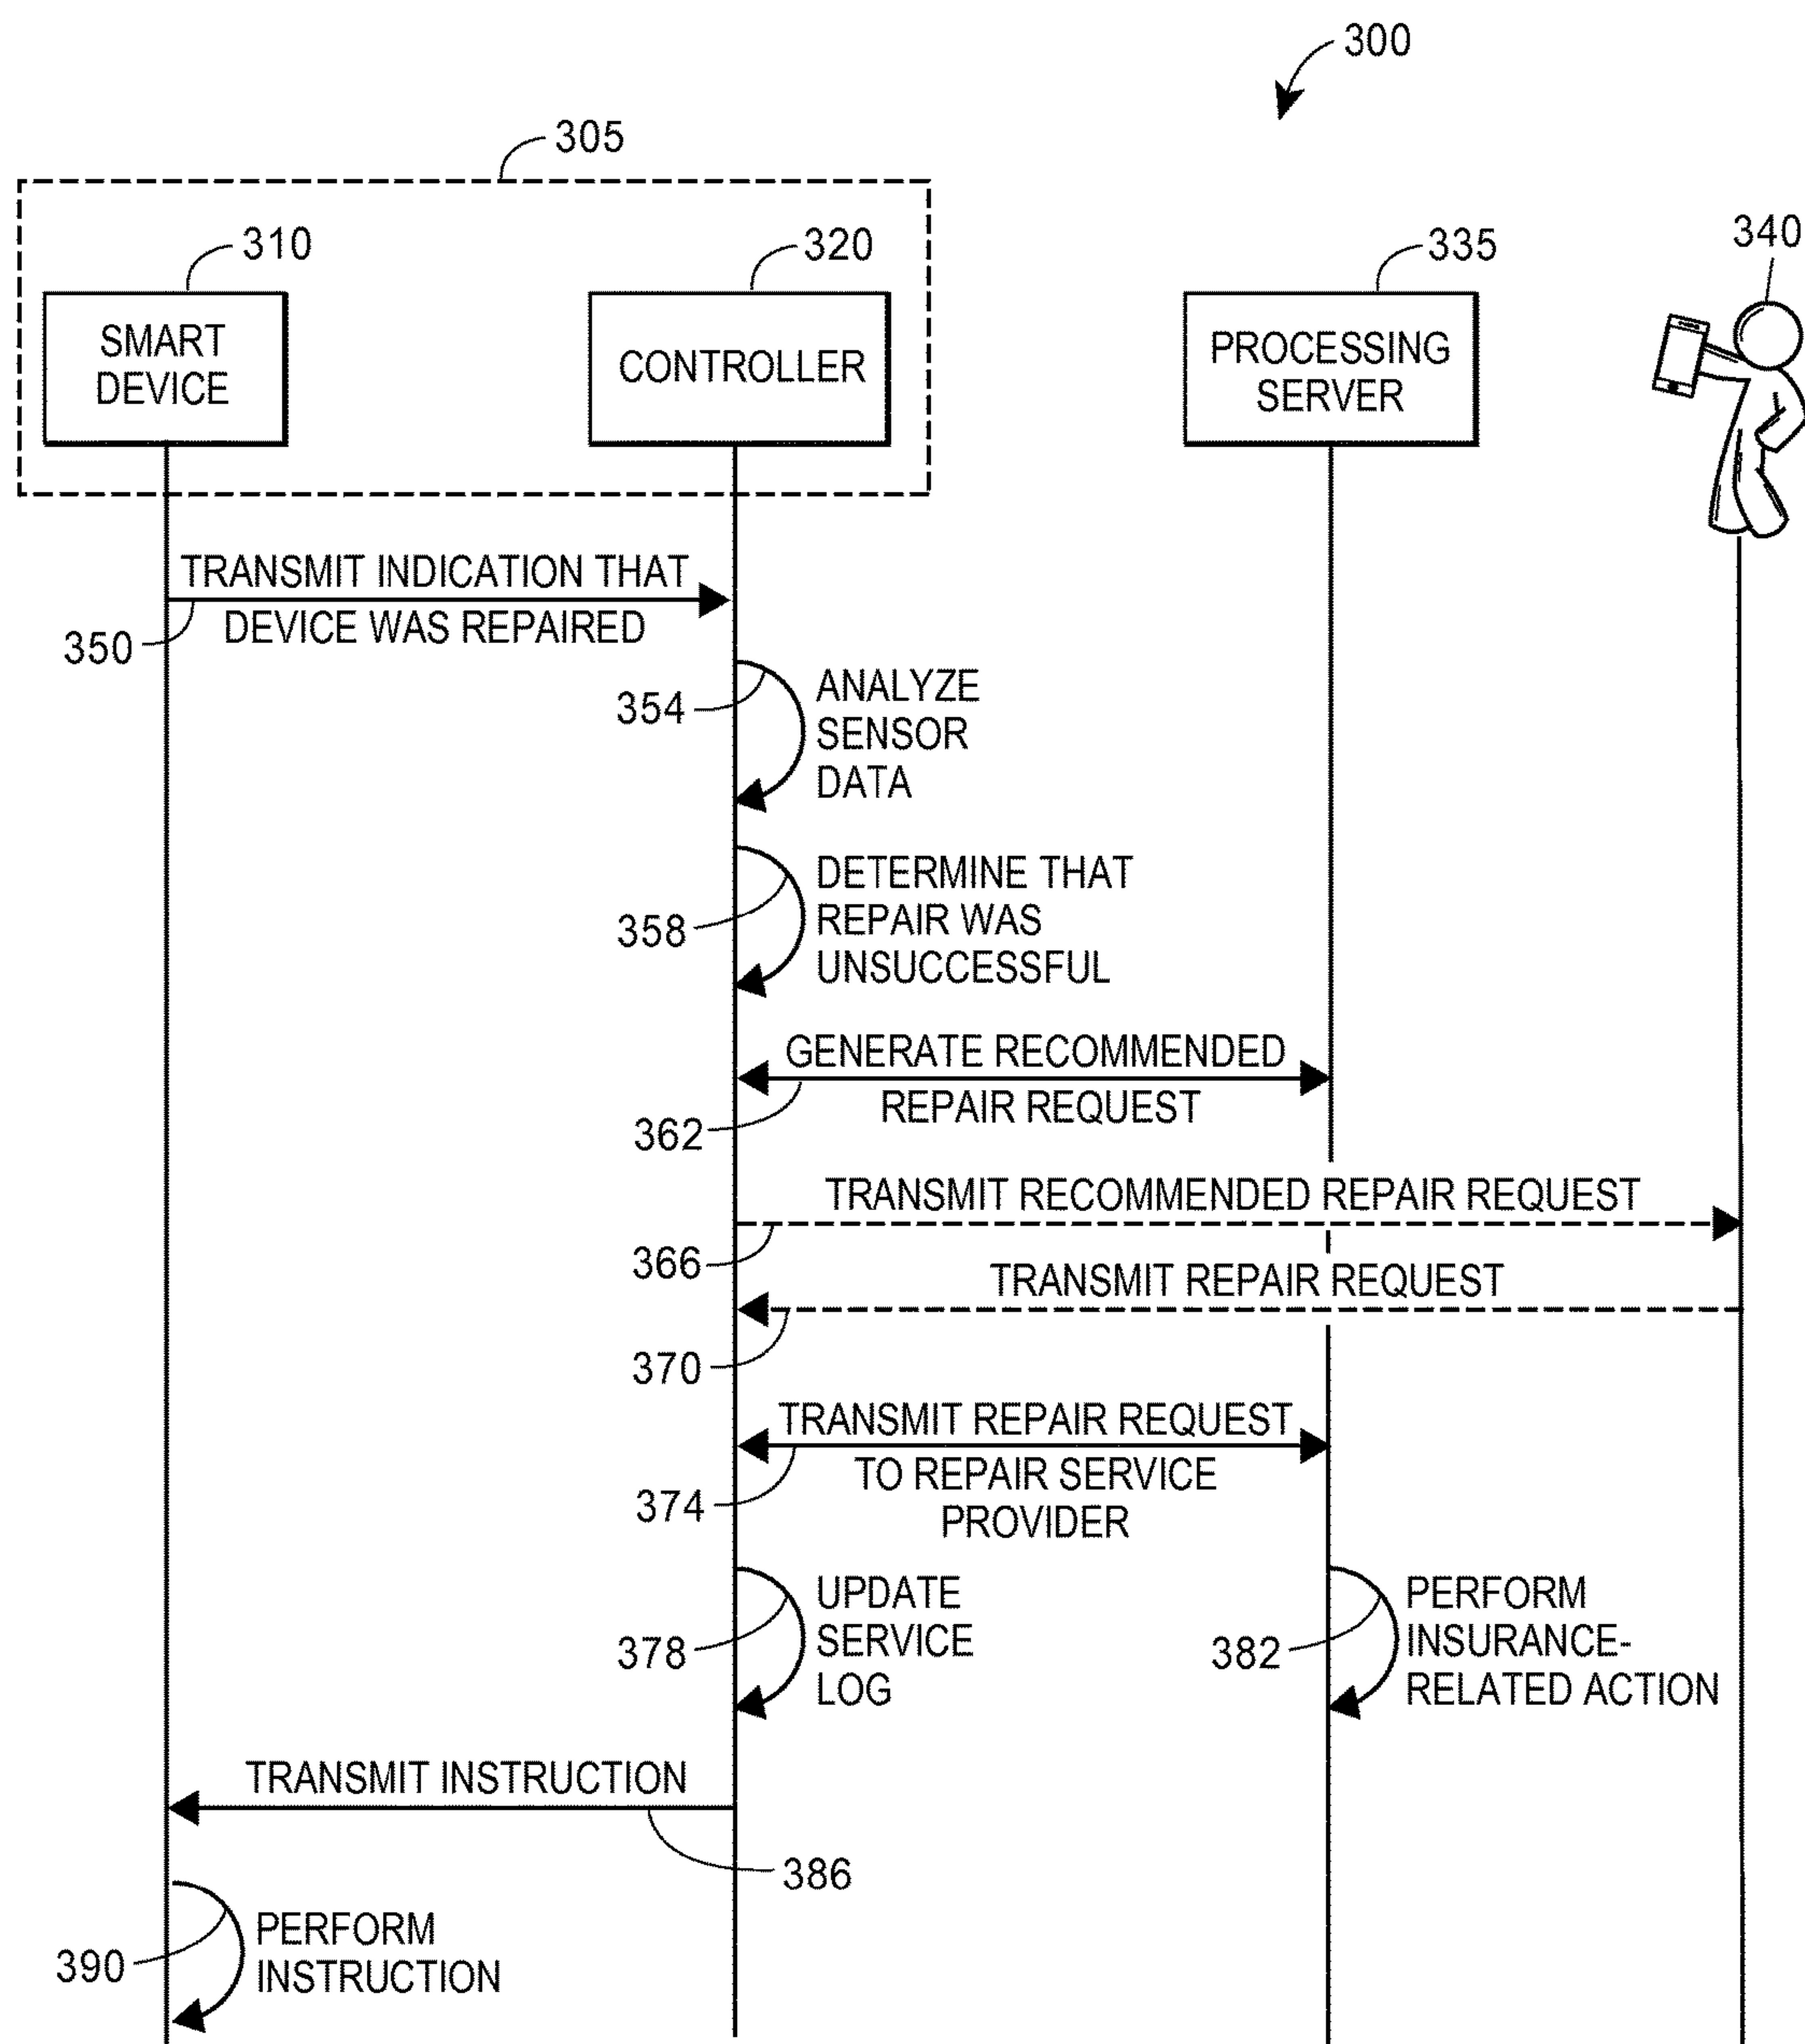 300
305
310
320
335
340
SMART
DEVICE
CONTROLLER
PROCESSING
SERVER
TRANSMIT INDICATION THAT
DEVICE WAS REPAIRED
350
354
ANALYZE
SENSOR
DATA
358
DETERMINE THAT
REPAIR WAS
UNSUCCESSFUL
GENERATE RECOMMENDED
REPAIR REQUEST
362
TRANSMIT RECOMMENDED REPAIR REQUEST
366
TRANSMIT REPAIR REQUEST
370
TRANSMIT REPAIR REQUEST
TO REPAIR SERVICE
PROVIDER
374
378
UPDATE
SERVICE
LOG
382
PERFORM
INSURANCE-
RELATED ACTION
TRANSMIT INSTRUCTION
386
390
PERFORM
INSTRUCTION